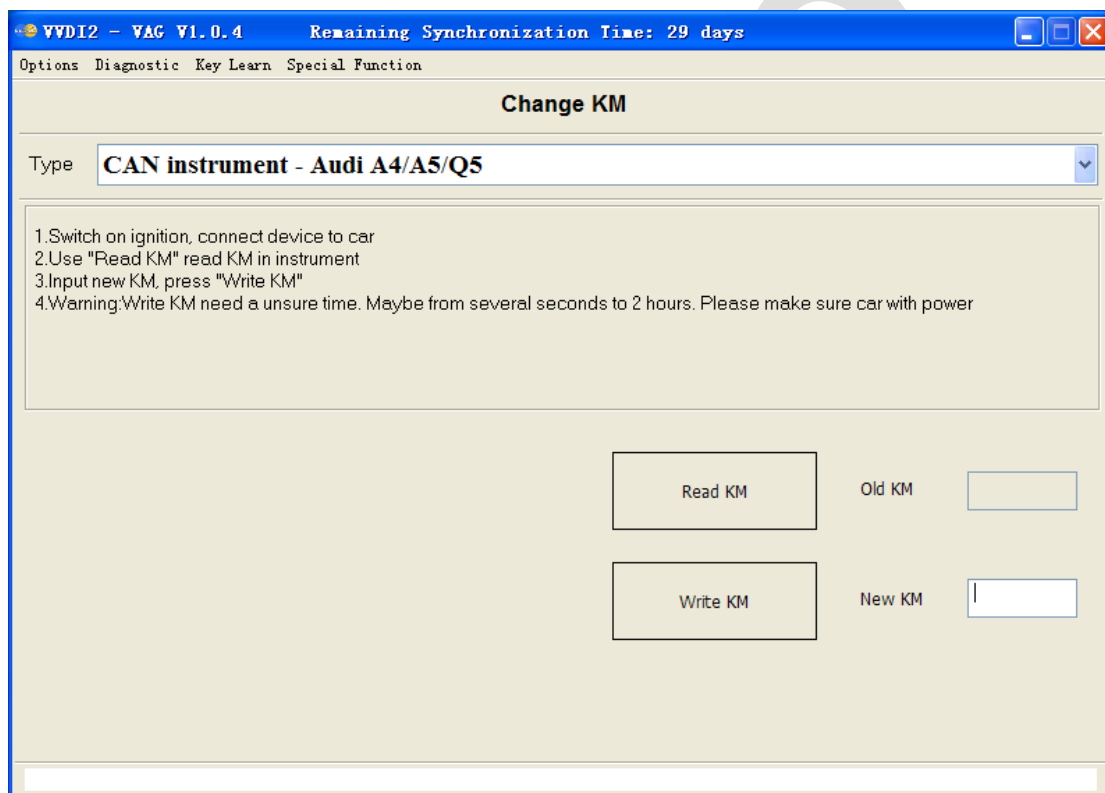 VVDI2 - VAG V1.0.4 Remaining Synchronization Time: 29 days
Options Diagnostic Key Learn Special Function
Change KM
Type CAN instrument - Audi A4/A5/Q5
1.Switch on ignition, connect device to car
2.Use "Read KM" read KM in instrument
3.Input new KM, press "Write KM"
4.Warning:Write KM need a unsure time. Maybe from several seconds to 2 hours. Please make sure car with power
Read KM Old KM
Write KM New KM